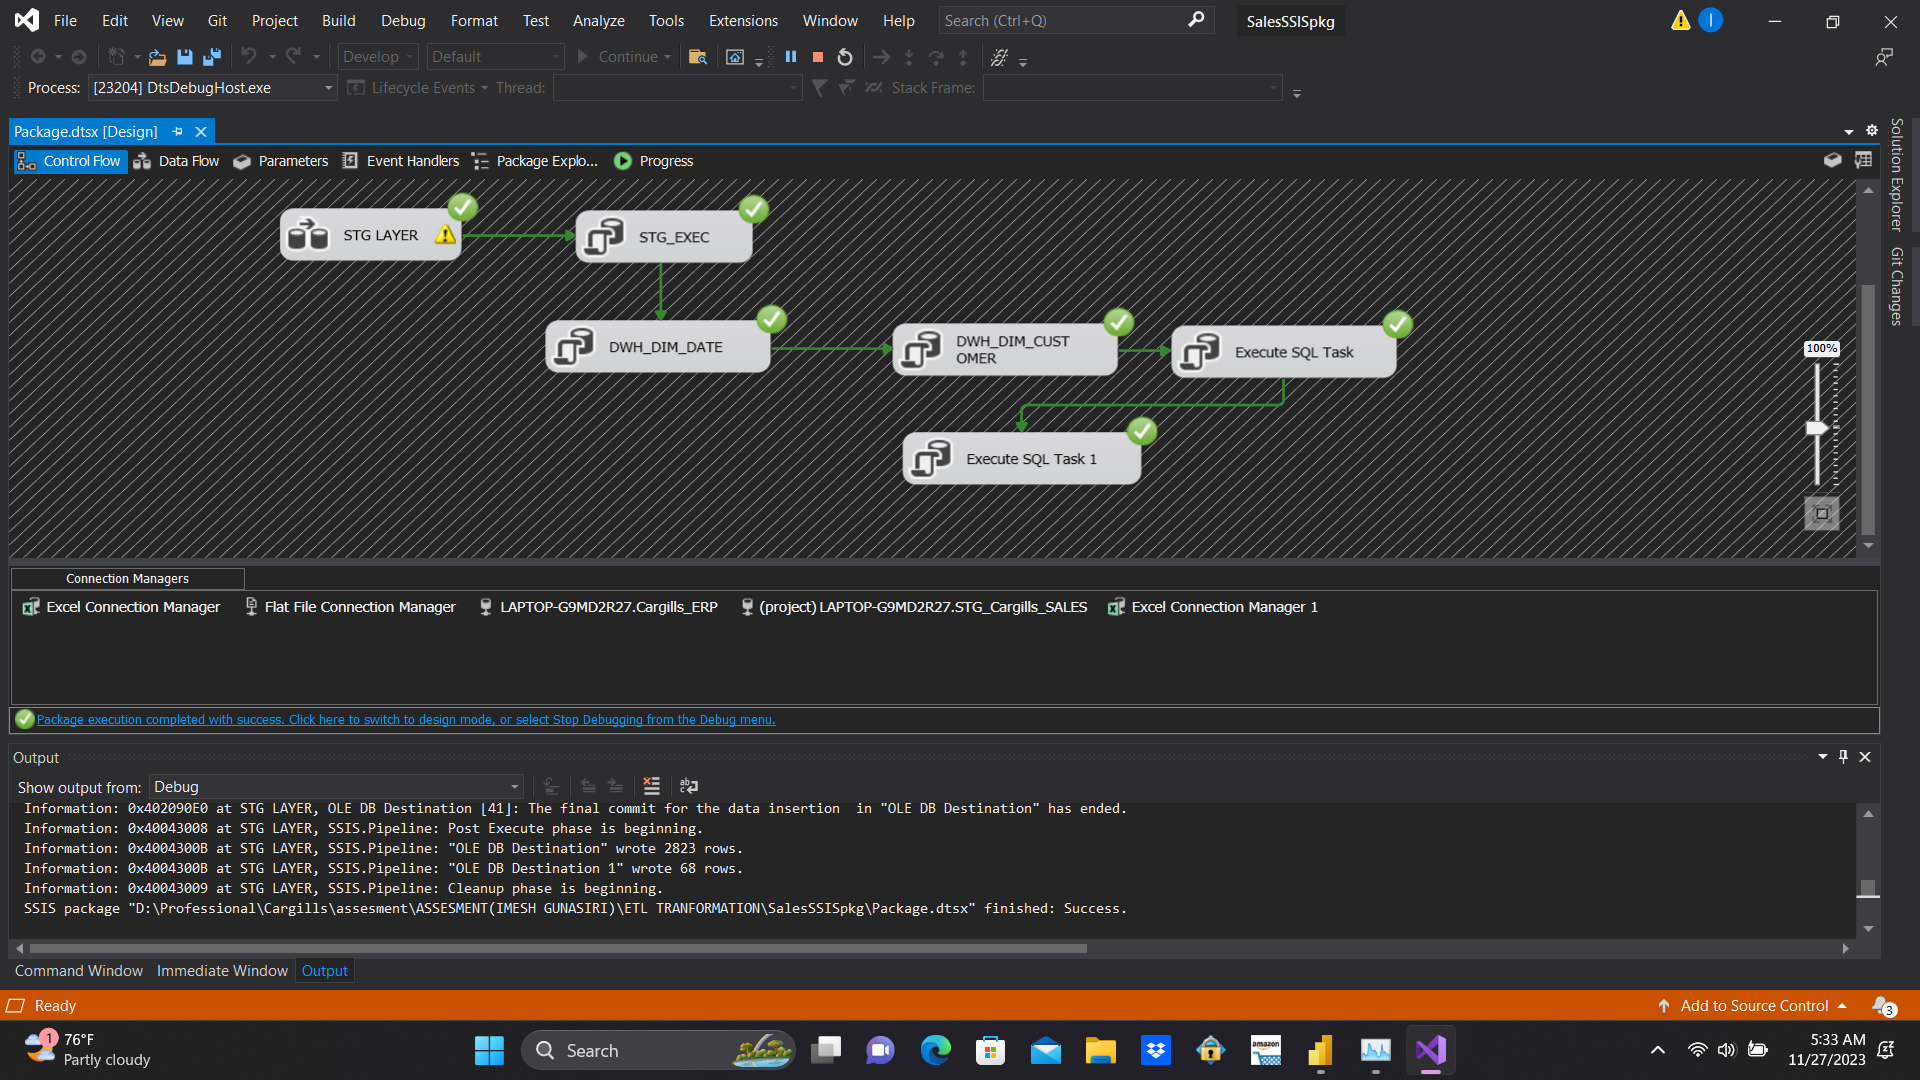 File Edit View Git Project Build Debug Format Test Analyze Tools Extensions Window Help Search (Ctrl+Q) SalesSSISpkg I
Develop Default Continue
Process: [23204] DtsDebugHost.exe Lifecycle Events Thread: Stack Frame:
Package.dtsx [Design]
Control Flow Data Flow Parameters Event Handlers Package Explo... Progress
Solution Explorer
Git Changes
STG LAYER
STG_EXEC
DWH_DIM_DATE
DWH_DIM_CUST
OMER
Execute SQL Task
Execute SQL Task 1
100%
Connection Managers
Excel Connection Manager Flat File Connection Manager LAPTOP-G9MD2R27.Cargills_ERP (project) LAPTOP-G9MD2R27.STG_Cargills_SALES Excel Connection Manager 1
Package execution completed with success. Click here to switch to design mode, or select Stop Debugging from the Debug menu.
Output
Show output from: Debug
Information: 0x402090E0 at STG LAYER, OLE DB Destination [41]: The final commit for the data insertion  in "OLE DB Destination" has ended.
Information: 0x40043008 at STG LAYER, SSIS.Pipeline: Post Execute phase is beginning.
Information: 0x4004300B at STG LAYER, SSIS.Pipeline: "OLE DB Destination" wrote 2823 rows.
Information: 0x4004300B at STG LAYER, SSIS.Pipeline: "OLE DB Destination 1" wrote 68 rows.
Information: 0x40043009 at STG LAYER, SSIS.Pipeline: Cleanup phase is beginning.
SSIS package "D:\Professional\Cargills\assesment\ASSESMENT(IMESH GUNASIRI)\ETL TRANFORMATION\SalesSSISpkg\Package.dtsx" finished: Success.
Command Window Immediate Window Output
Ready Add to Source Control 3
1 76°F
Partly cloudy
Search
amazon
5:33 AM
11/27/2023